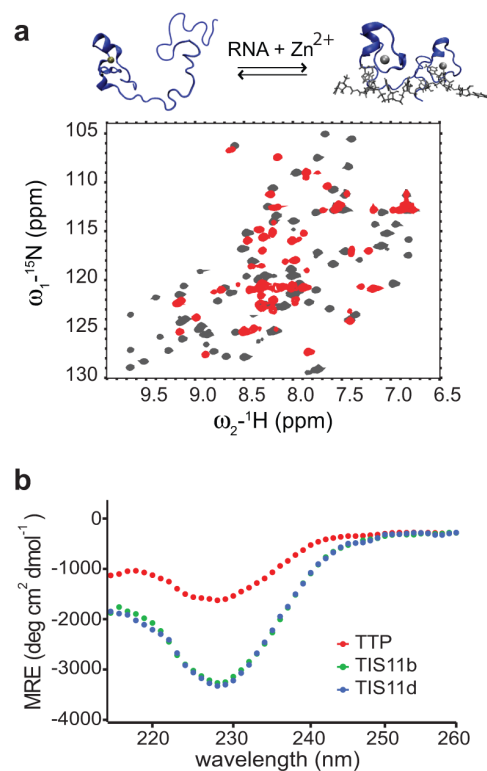 a
RNA + Zn2+
105
110
115
120
125
130
ω1-15N (ppm)
9.5 9.0 8.5 8.0 7.5 7.0 6.5
ω2-1H (ppm)
b
0
-1000
-2000
-3000
-4000
MRE (deg cm2 dmol-1)
TTP
TIS11b
TIS11d
220 230 240 250 260
wavelength (nm)